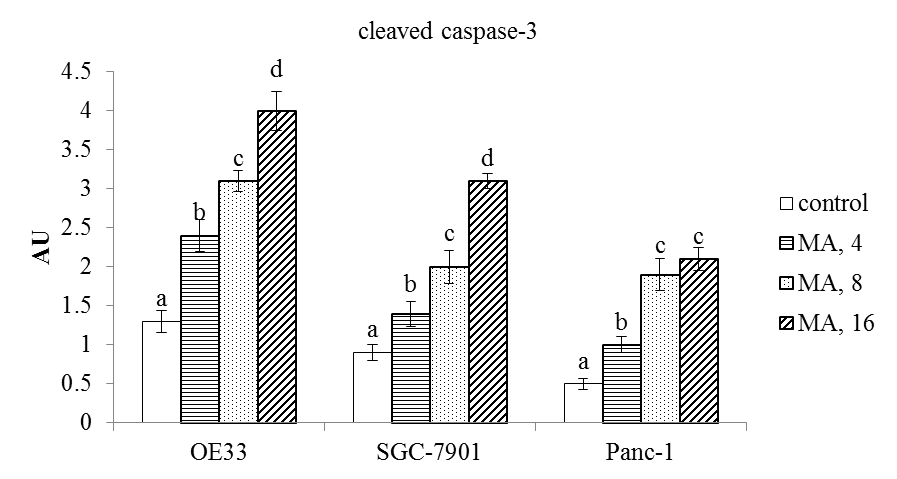 cleaved caspase-3
AU
4.5
4
3.5
3
2.5
2
1.5
1
0.5
0
a
b
c
d
a
b
c
d
a
b
c
c
OE33
SGC-7901
Panc-1
control
MA, 4
MA, 8
MA, 16